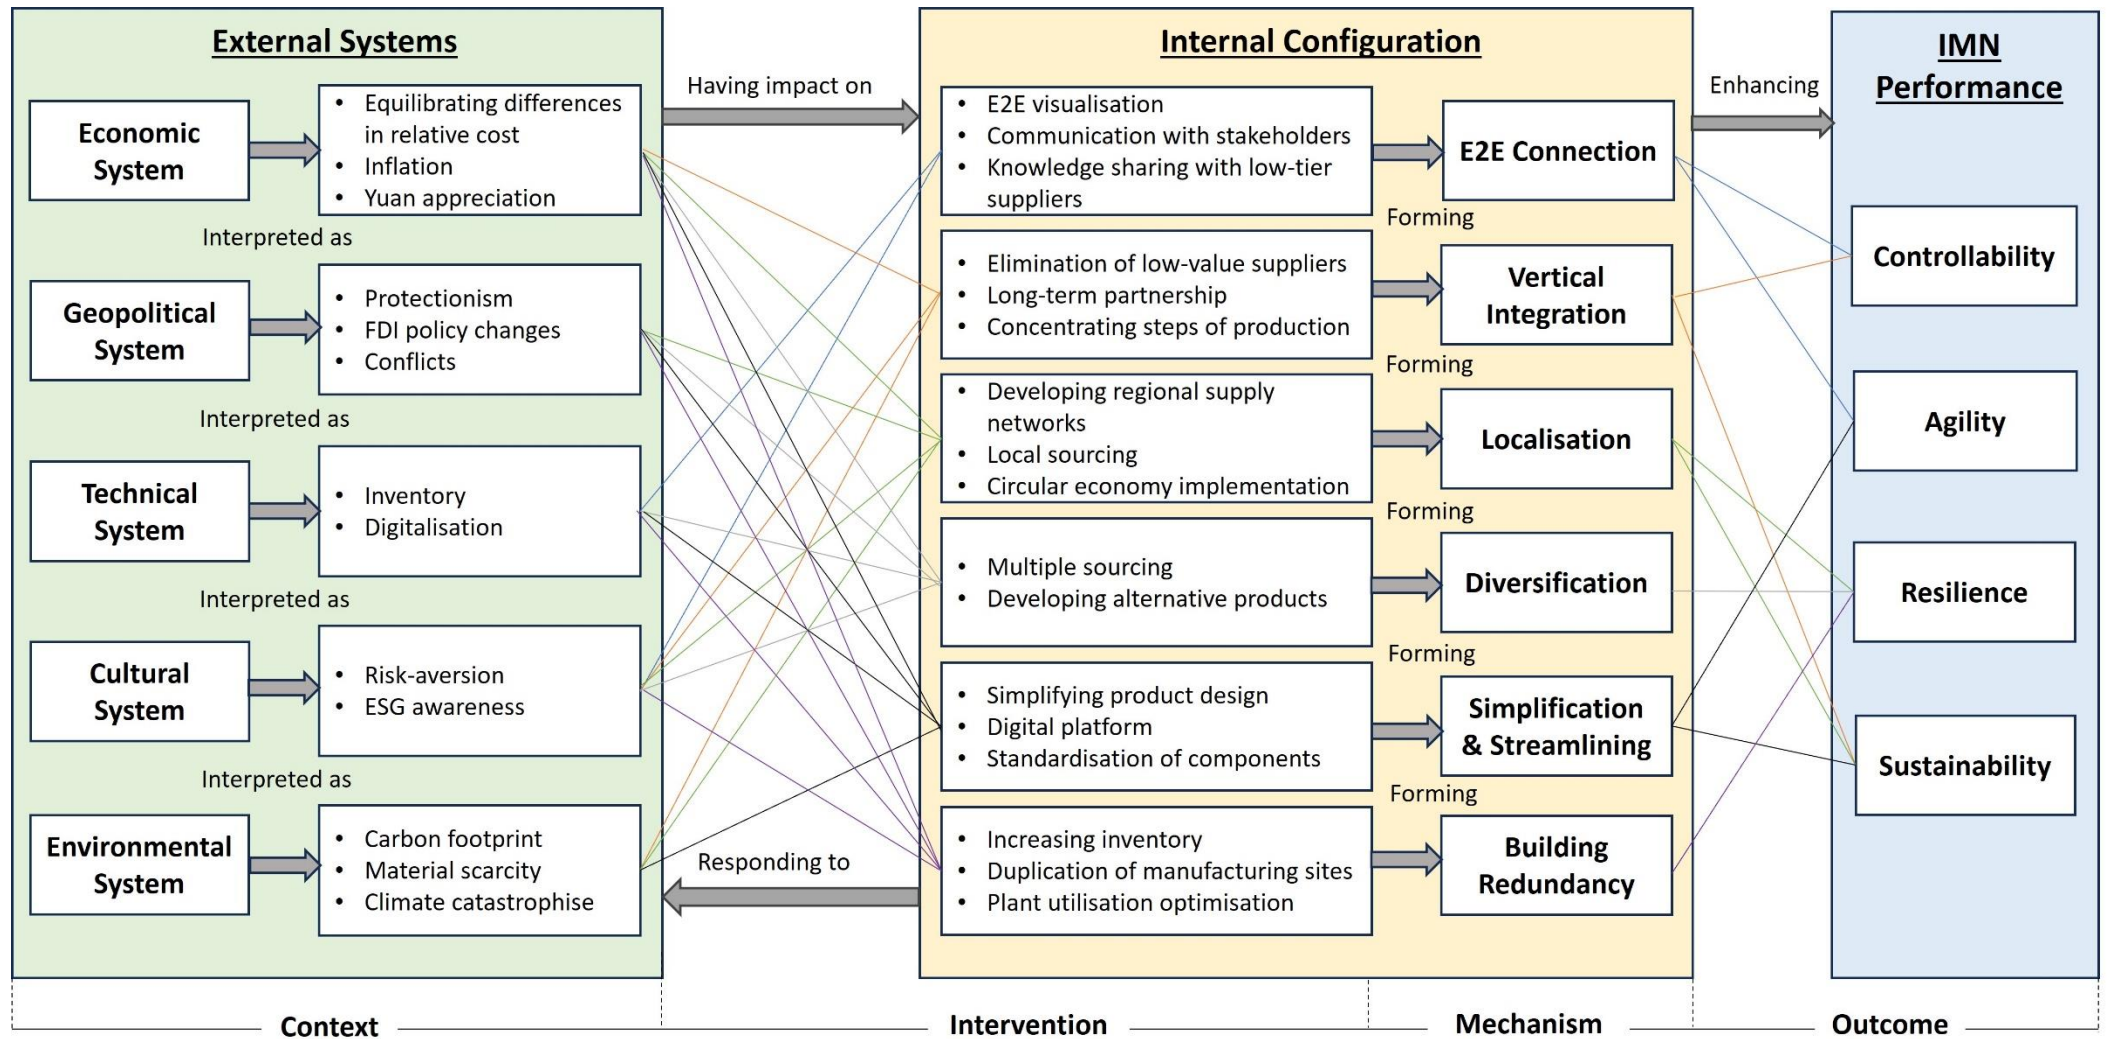 External Systems
Economic
System
• Equilibrating differences
in relative cost
• Inflation
• Yuan appreciation
Interpreted as
Geopolitical
System
• Protectionism
• FDI policy changes
• Conflicts
Interpreted as
Technical
System
• Inventory
• Digitalisation
Interpreted as
Cultural
System
• Risk-aversion
• ESG awareness
Interpreted as
Environmental
System
• Carbon footprint
• Material scarcity
• Climate catastrophise
Having impact on
Responding to
Internal Configuration
• E2E visualisation
• Communication with stakeholders
• Knowledge sharing with low-tier
suppliers
E2E Connection
Forming
• Elimination of low-value suppliers
• Long-term partnership
• Concentrating steps of production
Vertical
Integration
Forming
• Developing regional supply
networks
• Local sourcing
• Circular economy implementation
Localisation
Forming
• Multiple sourcing
• Developing alternative products
Diversification
Forming
• Simplifying product design
• Digital platform
• Standardisation of components
Simplification
& Streamlining
Forming
• Increasing inventory
• Duplication of manufacturing sites
• Plant utilisation optimisation
Building
Redundancy
Enhancing
IMN
Performance
Controllability
Agility
Resilience
Sustainability
Context
Intervention
Mechanism
Outcome